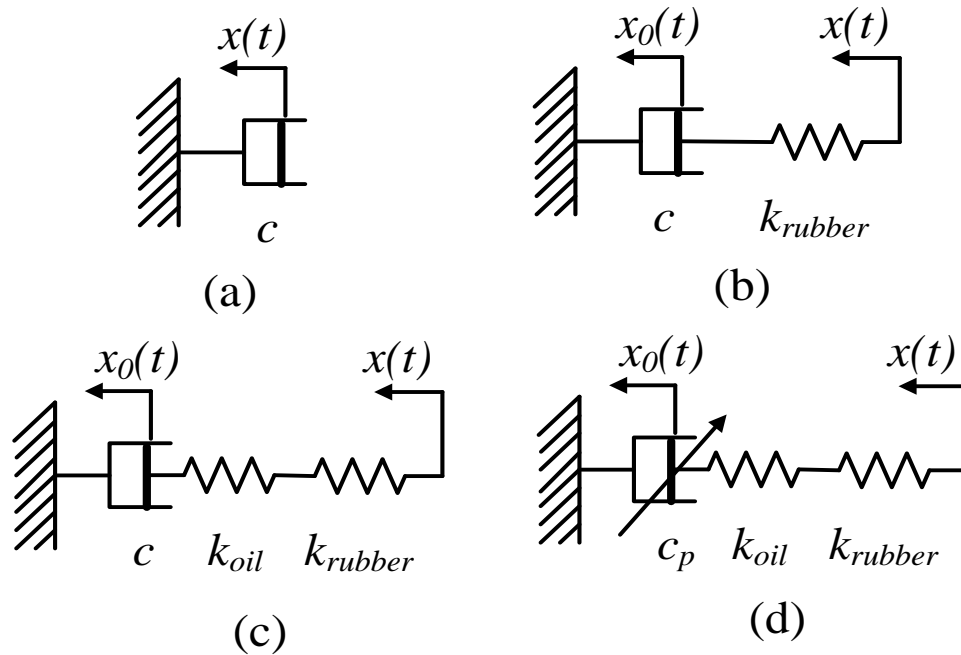 x(t)
c
(a)
x0(t) x(t)
c krubber
(b)
x0(t) x(t)
c koil krubber
(c)
x0(t) x(t)
cp koil krubber
(d)